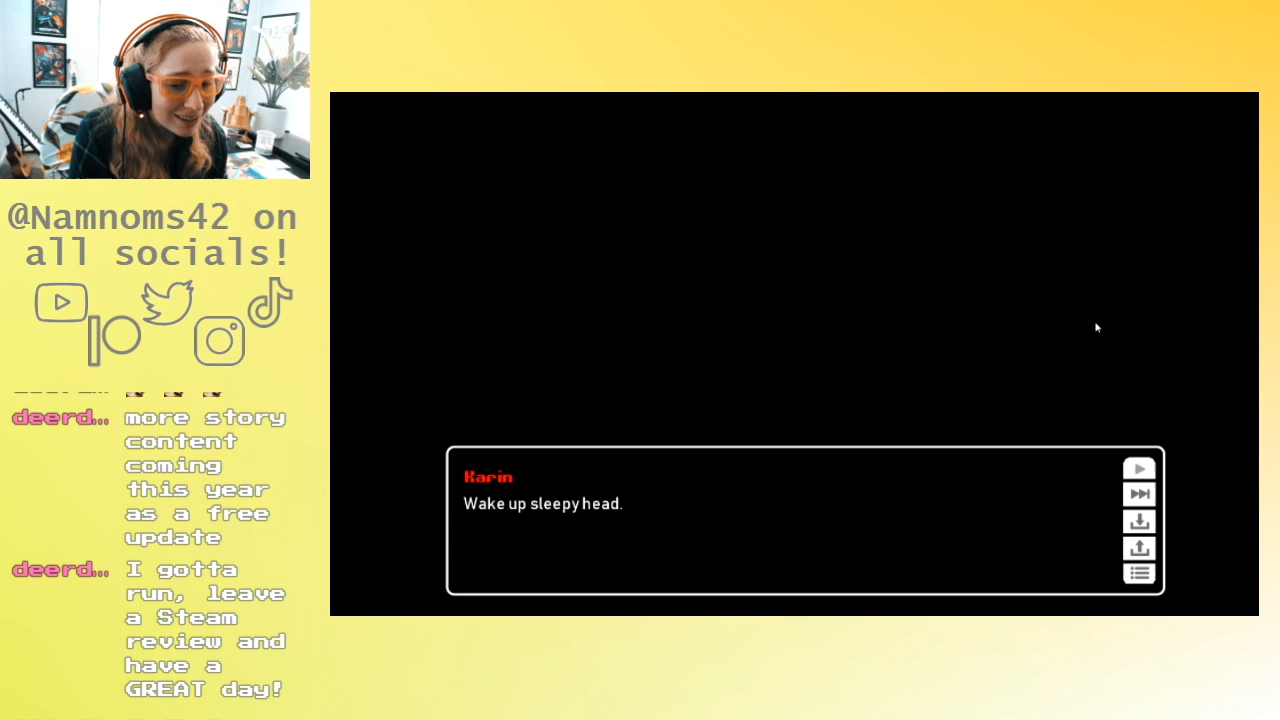 @Namnoms42 on
all socials!
deerd...
more story
content
coming
this year
as a free
update
deerd...
I gotta
run, leave
a Steam
review and
have a
GREAT day!
Karin
Wake up sleepy head.